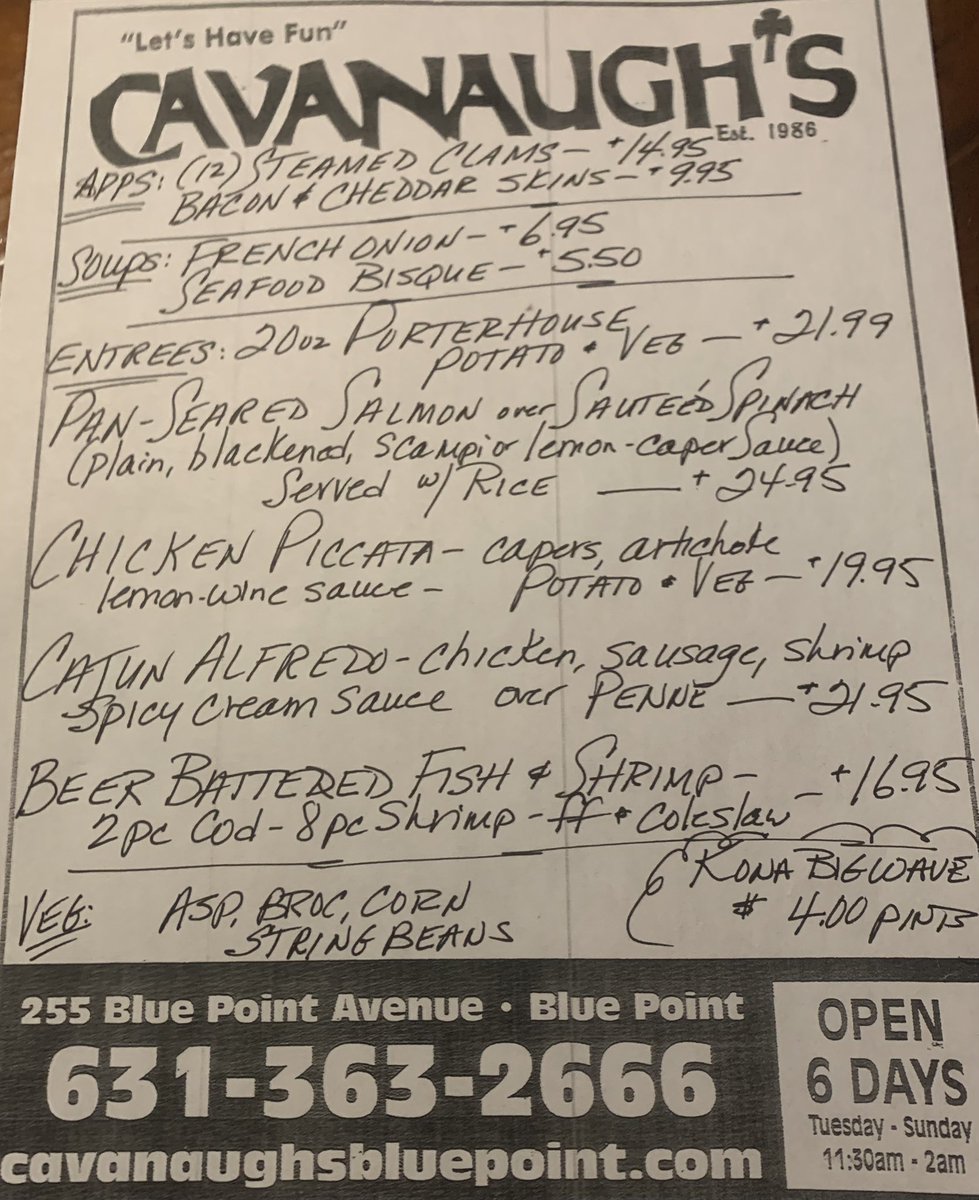 "Let's Have Fun"
CAVANAUGH'S
Est. 1986
APPS: (12) STEAMED CLAMS - +14.95
BACON & CHEDDAR SKINS - +9.95
SOUPS: FRENCH ONION - +6.95
SEAFOOD BISQUE - +5.50
ENTREES: 20oz PORTERHOUSE
POTATO & VEG - +21.99
PAN-SEARED SALMON over SAUTEÉD SPINACH
(plain, blackened, scampi or lemon-caper sauce)
Served w/ RICE - +24.95
CHICKEN PICCATA - capers, artichoke
lemon-wine sauce - POTATO & VEG - +19.95
CAJUN ALFREDO - chicken, sausage, shrimp
spicy cream sauce over PENNE - +21.95
BEER BATTERED FISH & SHRIMP - +16.95
2pc Cod - 8pc Shrimp - ff & Coleslaw
VEG: ASP, BROC, CORN
STRING BEANS
KONA BIG WAVE
$ 4.00 PINTS
255 Blue Point Avenue • Blue Point
631-363-2666
cavanaughsbluepoint.com
OPEN
6 DAYS
Tuesday - Sunday
11:30am - 2am